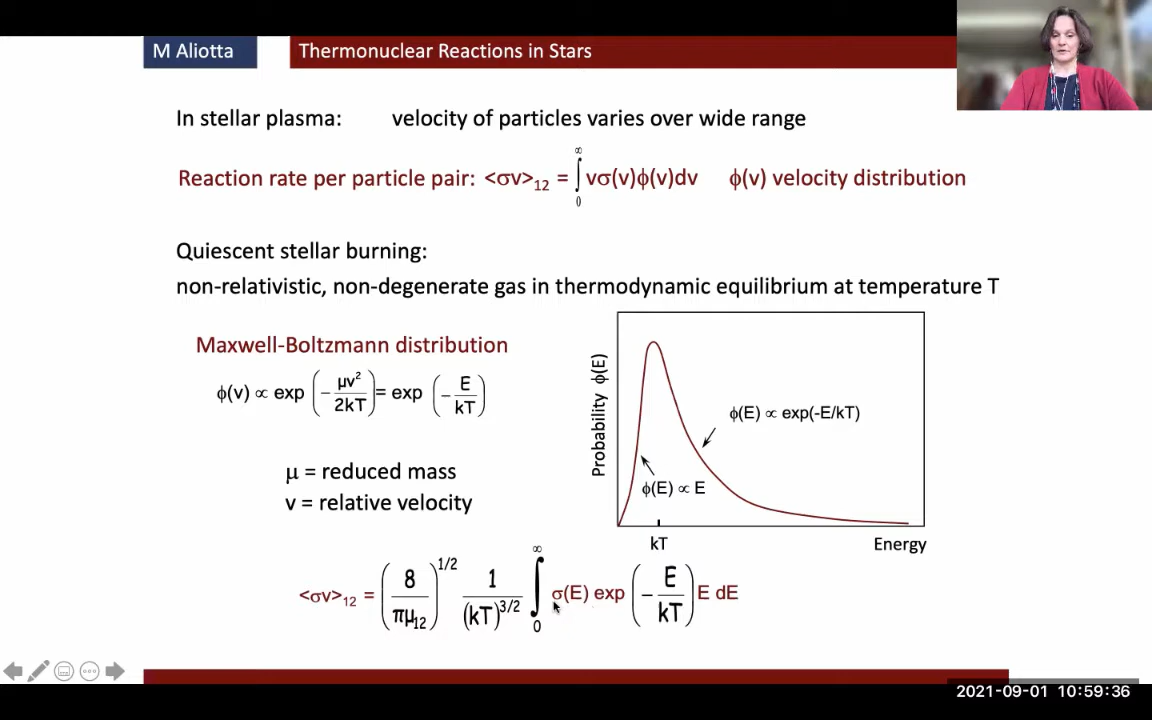 M Aliotta
Thermonuclear Reactions in Stars
In stellar plasma: velocity of particles varies over wide range
Reaction rate per particle pair: <σv>₁₂ = ∫₀^∞ vσ(v)ϕ(v)dv ϕ(v) velocity distribution
Quiescent stellar burning:
non-relativistic, non-degenerate gas in thermodynamic equilibrium at temperature T
Maxwell-Boltzmann distribution
ϕ(v) ∝ exp (− μv²/2kT) = exp (− E/kT)
μ = reduced mass
v = relative velocity
Probability ϕ(E)
ϕ(E) ∝ exp(-E/kT)
ϕ(E) ∝ E
kT
Energy
<σv>₁₂ = (8/πμ₁₂)^1/2 1/(kT)^3/2 ∫₀^∞ σ(E) exp (− E/kT) E dE
2021-09-01 10:59:36